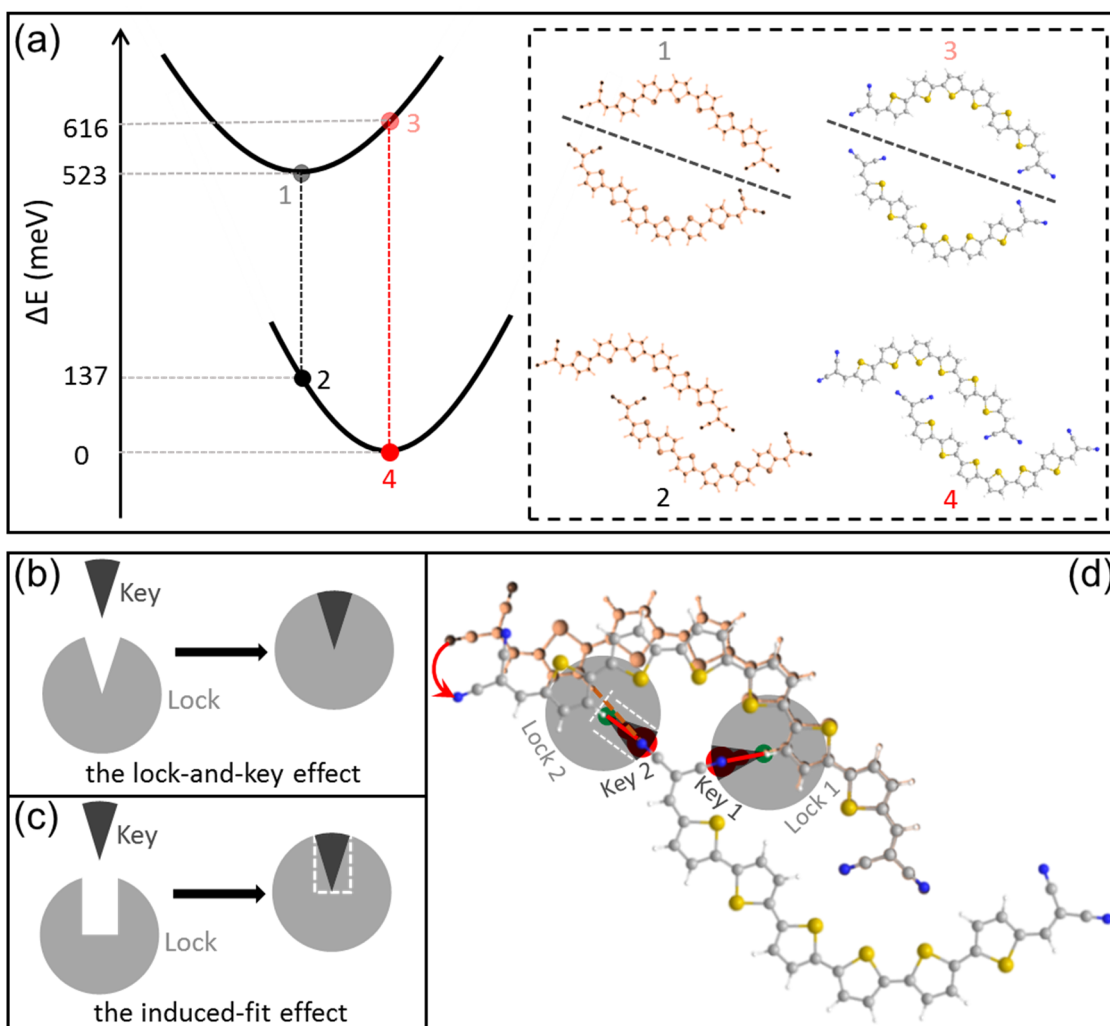 (a)
ΔE (meV)
616
523
137
0
1
3
2
4
1
3
2
4
(b)
Key
Lock
the lock-and-key effect
(c)
Key
Lock
the induced-fit effect
(d)
Lock 2
Key 2
Key 1
Lock 1